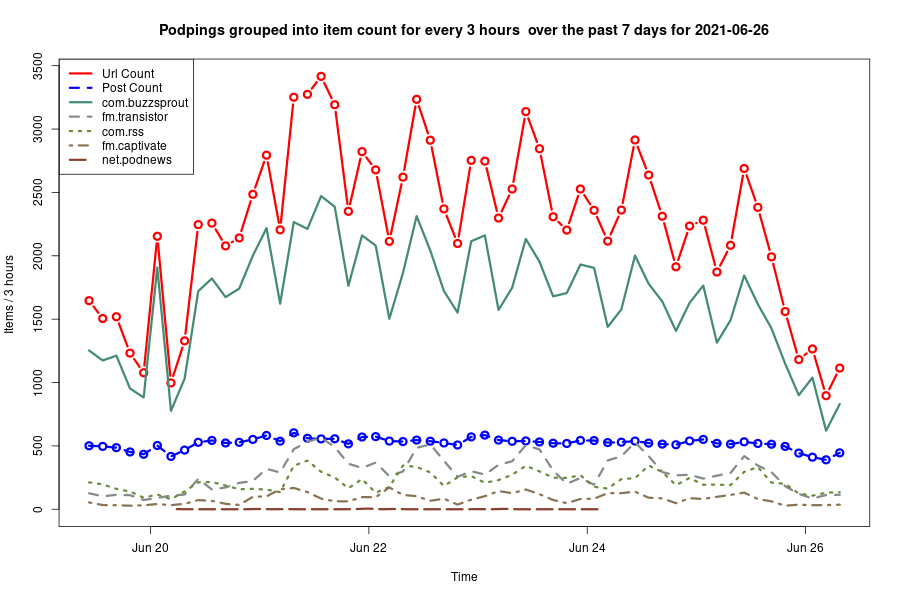 Podpings grouped into item count for every 3 hours  over the past 7 days for 2021-06-26
Url Count
Post Count
com.buzzsprout
fm.transistor
com.rss
fm.captivate
net.podnews
Items / 3 hours
3500
3000
2500
2000
1500
1000
500
0
Jun 20
Jun 22
Jun 24
Jun 26
Time